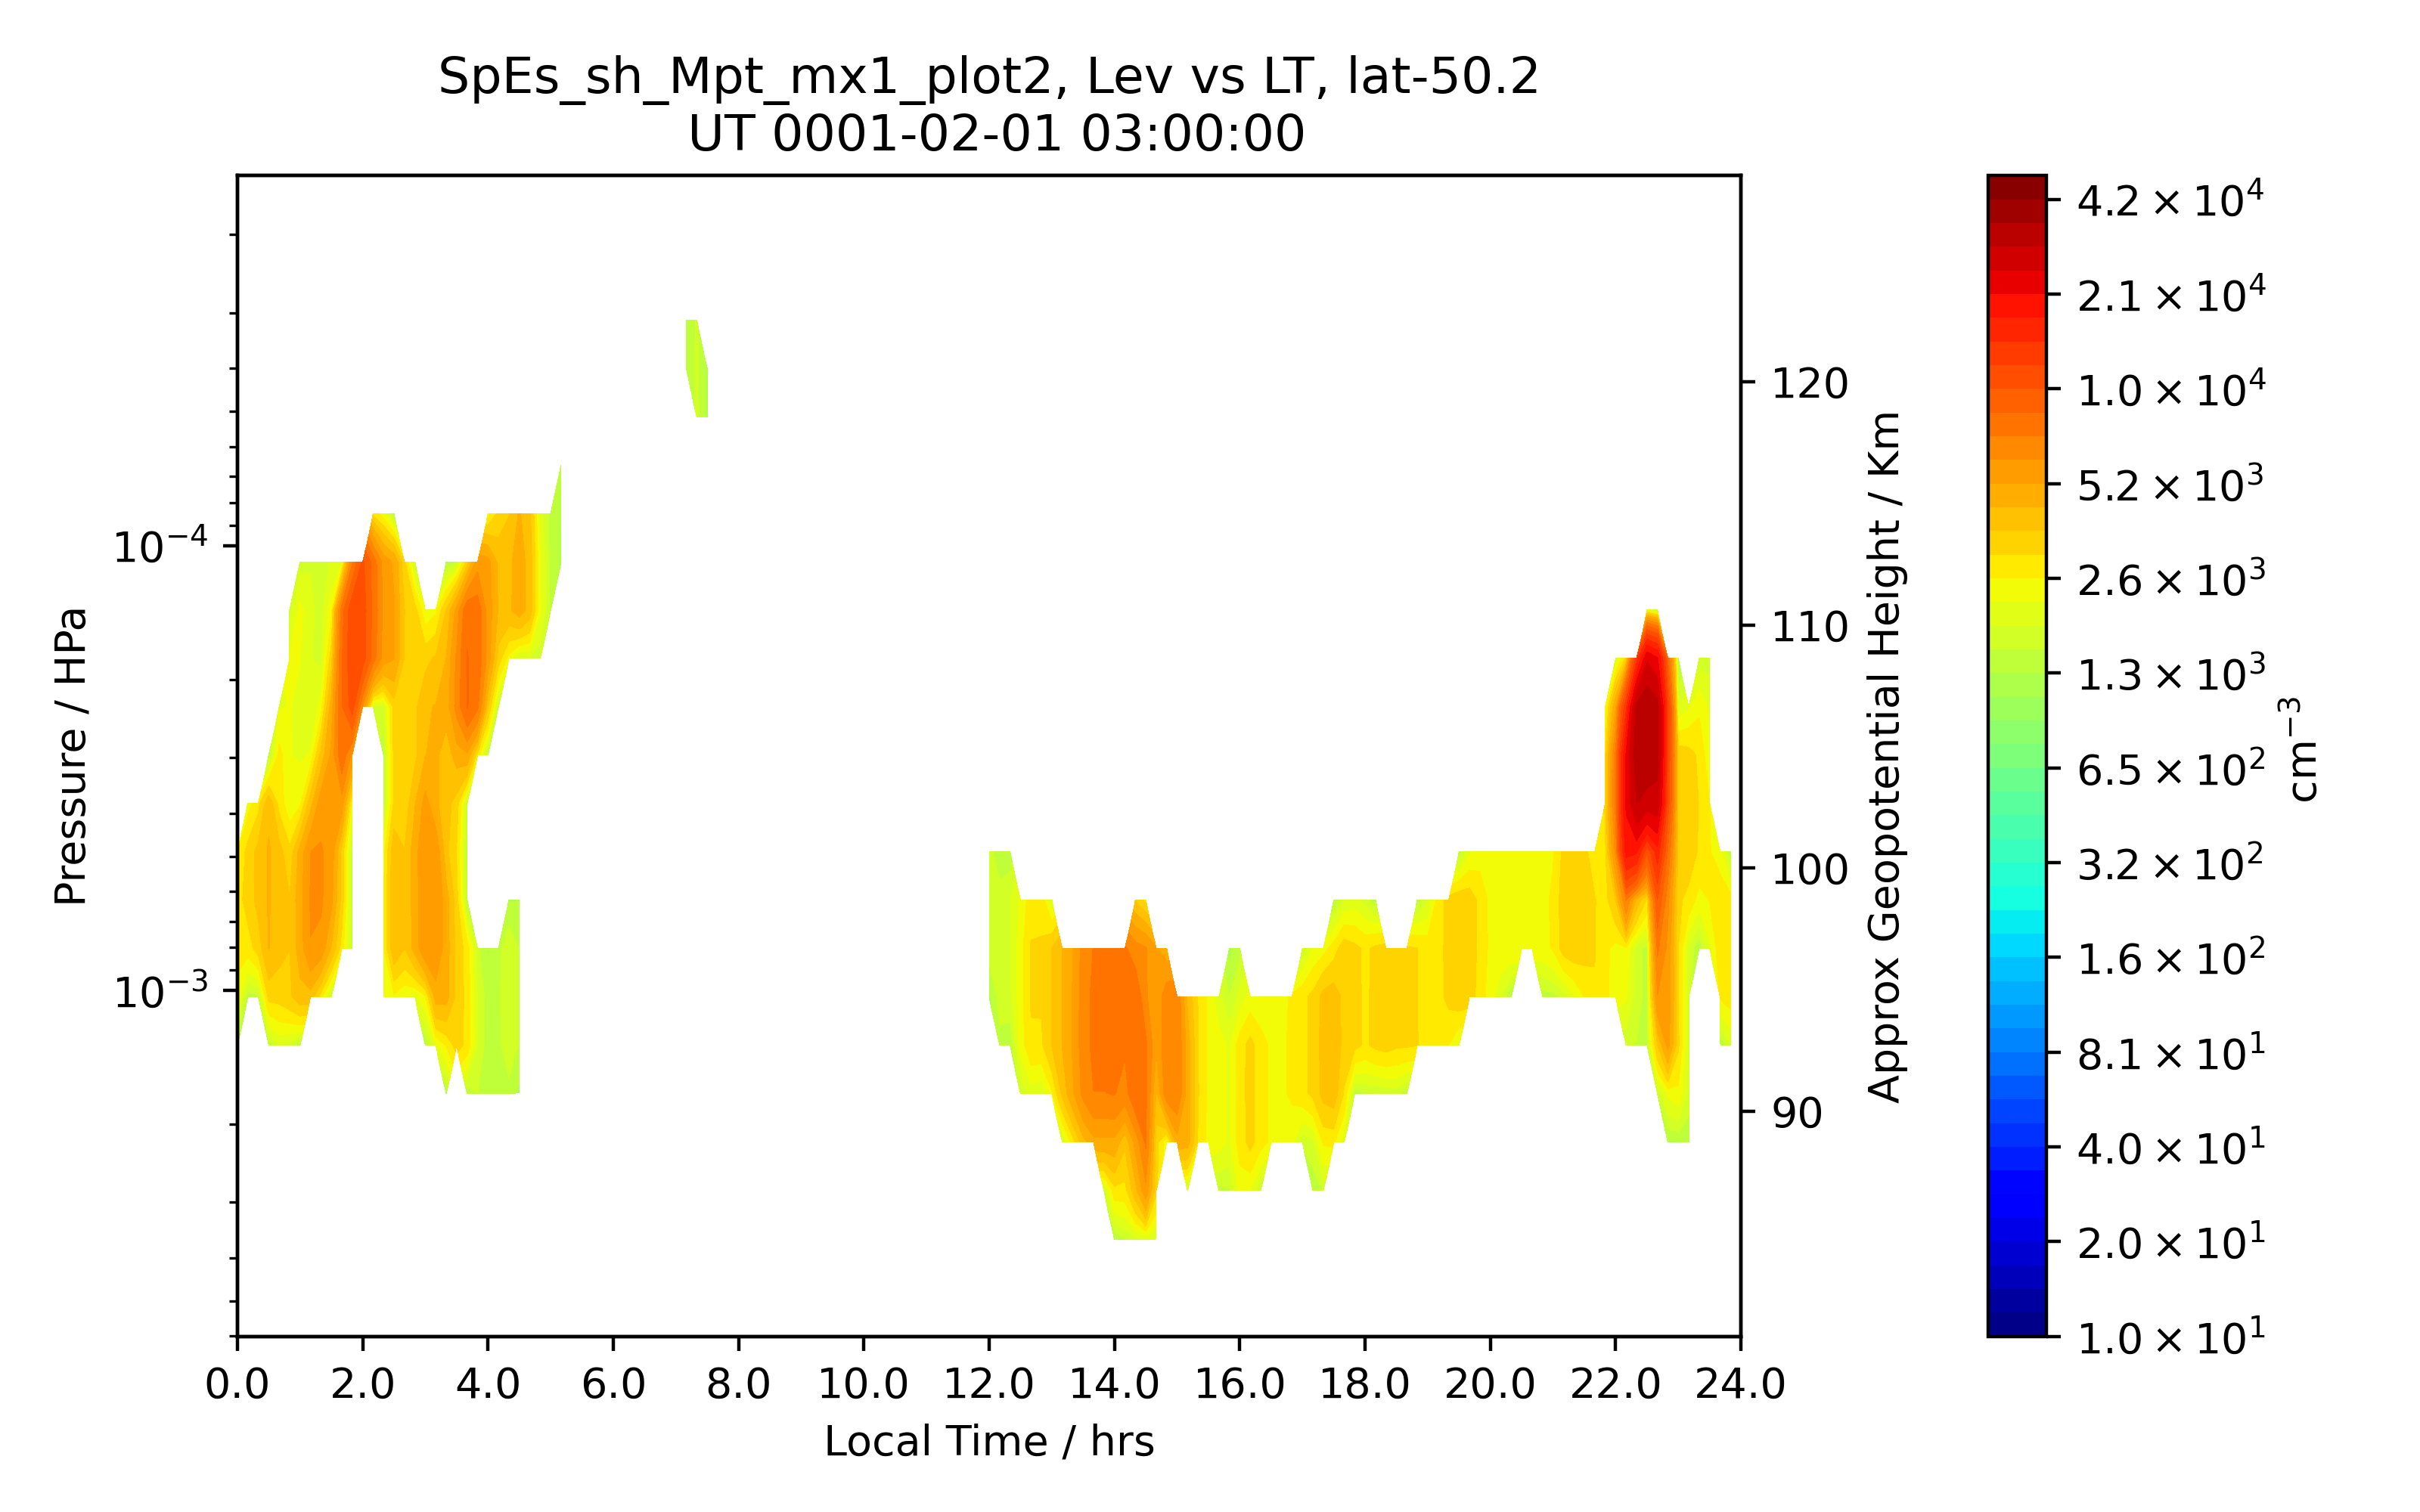 SpEs_sh_Mpt_mx1_plot2, Lev vs LT, lat-50.2
UT 0001-02-01 03:00:00
Pressure / HPa
10⁻⁴
10⁻³
0.0 2.0 4.0 6.0 8.0 10.0 12.0 14.0 16.0 18.0 20.0 22.0 24.0
Local Time / hrs
120
110
100
90
Approx Geopotential Height / Km
4.2 × 10⁴
2.1 × 10⁴
1.0 × 10⁴
5.2 × 10³
2.6 × 10³
1.3 × 10³
6.5 × 10²
3.2 × 10²
1.6 × 10²
8.1 × 10¹
4.0 × 10¹
2.0 × 10¹
1.0 × 10¹
cm⁻³